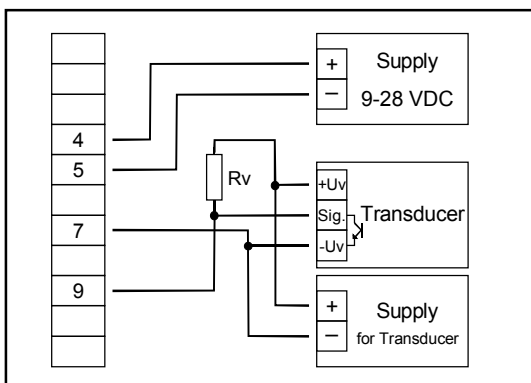 4
5
7
9
+
–
Supply
9-28 VDC
Rv
+Uv
Sig.
-Uv
Transducer
+
–
Supply
for Transducer